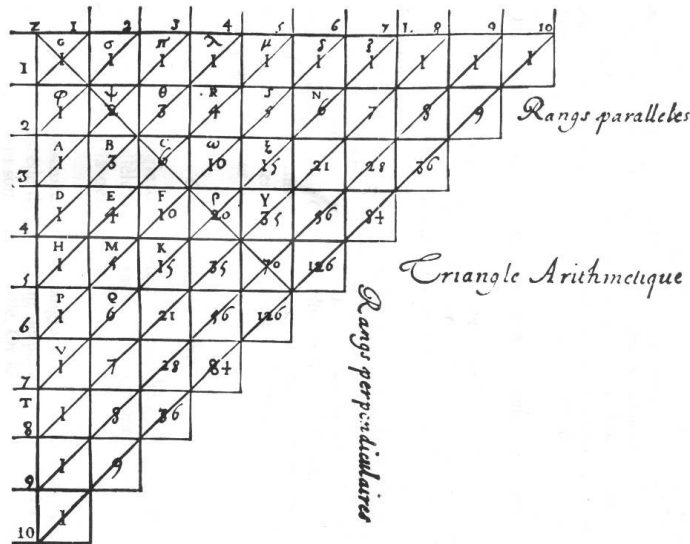 Z 1 2 3 4 5 6 7 8 9 10
G σ π λ μ
1 1 1 1 1 1 1 1 1 1 1
φ ψ θ R S N
1 2 3 4 5 6 7 8 9 Rangs paralleles
2
A B C ω ξ
1 3 6 10 15 21 28 36
3
D E F ρ Y
1 4 10 20 35 56 84
4
H M K
1 5 15 35 70 126 Triangle Arithmetique
5
P Q
1 6 21 56 126
6
V
1 7 28 84
7
T
1 8 36
8
1 9
9
1
10
Rangs perpendiculaires